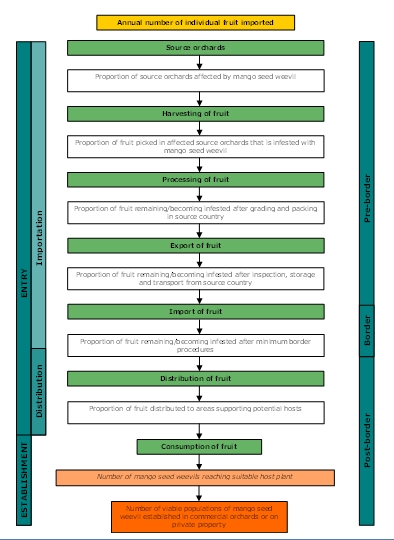 Annual number of individual fruit imported
Source orchards
Proportion of source orchards affected by mango seed weevil
Harvesting of fruit
Proportion of fruit picked in affected source orchards that is infested with
mango seed weevil
Processing of fruit
Proportion of fruit remaining/becoming infested after grading and packing
in source country
Export of fruit
Proportion of fruit remaining/becoming infested after inspection, storage
and transport from source country
Import of fruit
Proportion of fruit remaining/becoming infested after minimum border
procedures
Distribution of fruit
Proportion of fruit distributed to areas supporting potential hosts
Consumption of fruit
Number of mango seed weevils reaching suitable host plant
Number of viable populations of mango seed
weevil established in commercial orchards or on
private property
ENTRY
ESTABLISHMENT
Importation
Distribution
Pre-border
Border
Post-border